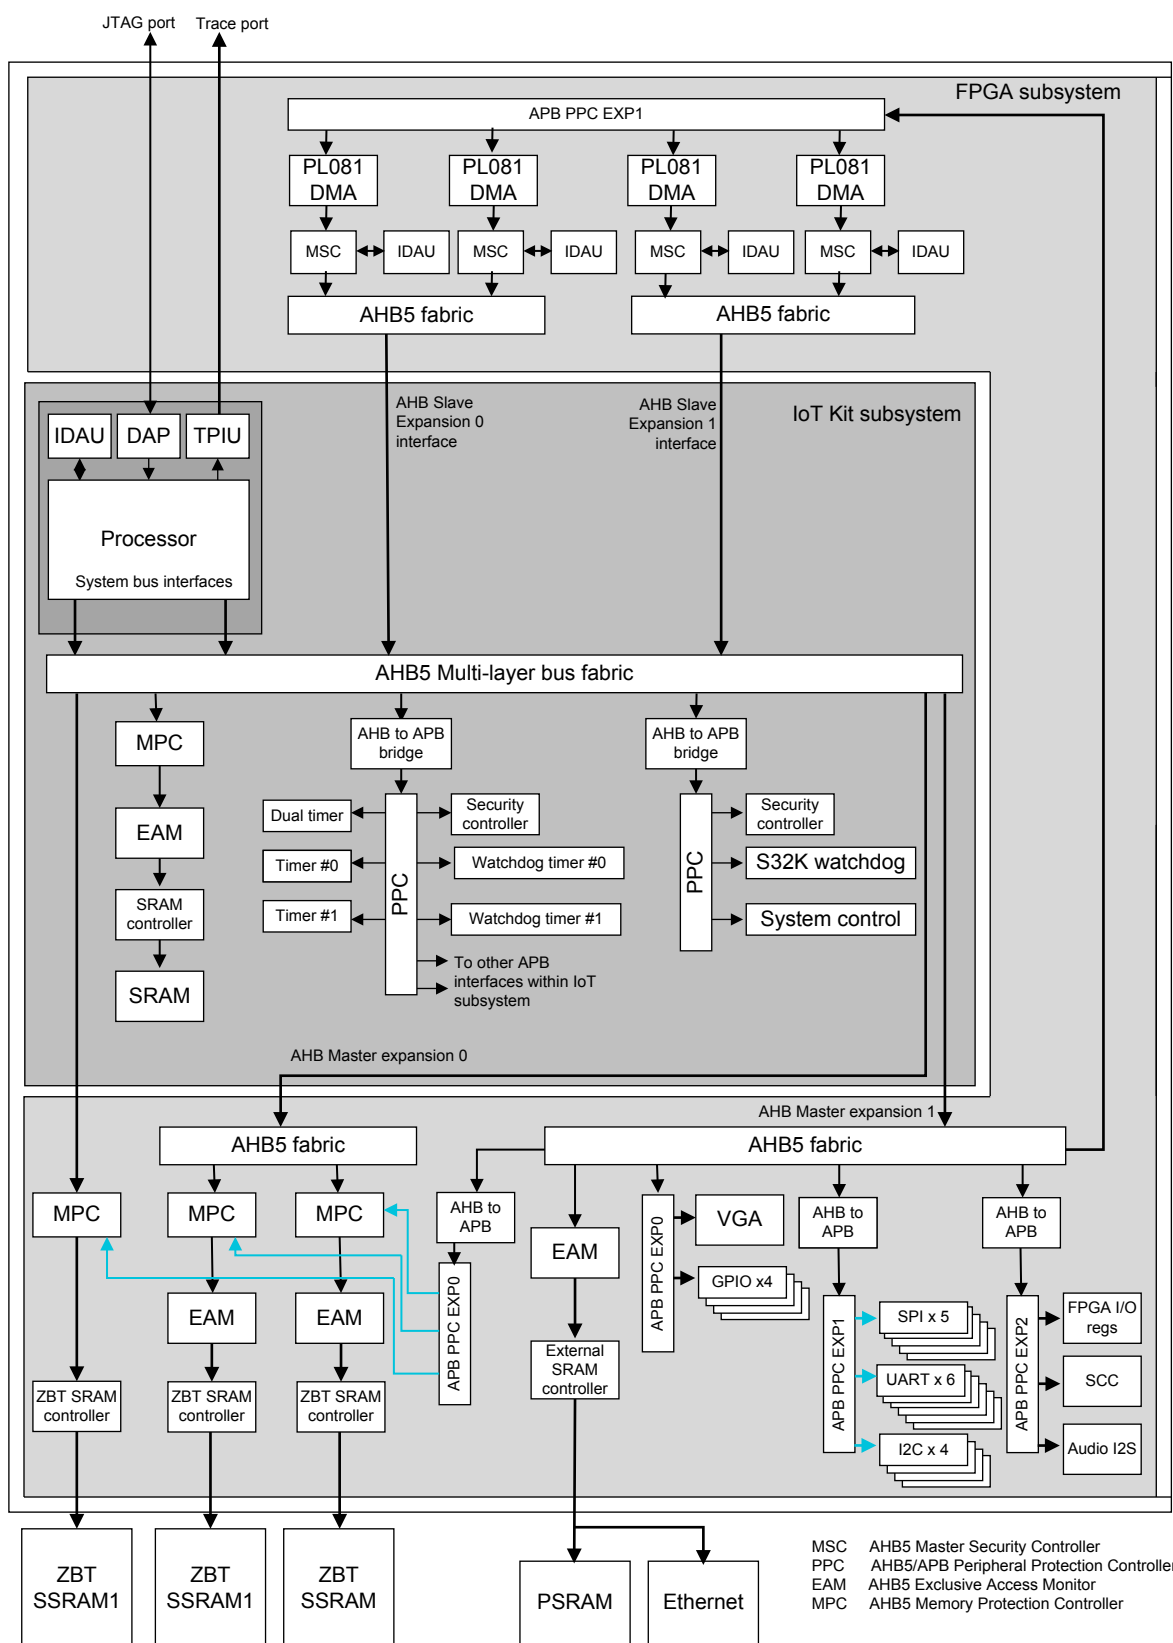 JTAG port
Trace port
FPGA subsystem
APB PPC EXP1
PL081
DMA
PL081
DMA
PL081
DMA
PL081
DMA
MSC
IDAU
MSC
IDAU
MSC
IDAU
MSC
IDAU
AHB5 fabric
AHB5 fabric
AHB Slave
Expansion 0
interface
AHB Slave
Expansion 1
interface
IoT Kit subsystem
IDAU
DAP
TPIU
Processor
System bus interfaces
AHB5 Multi-layer bus fabric
MPC
EAM
SRAM
controller
SRAM
AHB to APB
bridge
PPC
Dual timer
Timer #0
Timer #1
Security
controller
Watchdog timer #0
Watchdog timer #1
To other APB
interfaces within IoT
subsystem
AHB to APB
bridge
PPC
Security
controller
S32K watchdog
System control
AHB Master expansion 0
AHB Master expansion 1
AHB5 fabric
AHB5 fabric
MPC
MPC
MPC
EAM
EAM
ZBT SRAM
controller
ZBT SRAM
controller
ZBT SRAM
controller
AHB to
APB
APB PPC EXP0
EAM
External
SRAM
controller
APB PPC EXP0
VGA
GPIO x4
AHB to
APB
APB PPC EXP1
SPI x 5
UART x 6
I2C x 4
AHB to
APB
APB PPC EXP2
FPGA I/O
regs
SCC
Audio I2S
ZBT
SSRAM1
ZBT
SSRAM1
ZBT
SSRAM
PSRAM
Ethernet
MSC AHB5 Master Security Controller
PPC AHB5/APB Peripheral Protection Controller
EAM AHB5 Exclusive Access Monitor
MPC AHB5 Memory Protection Controller